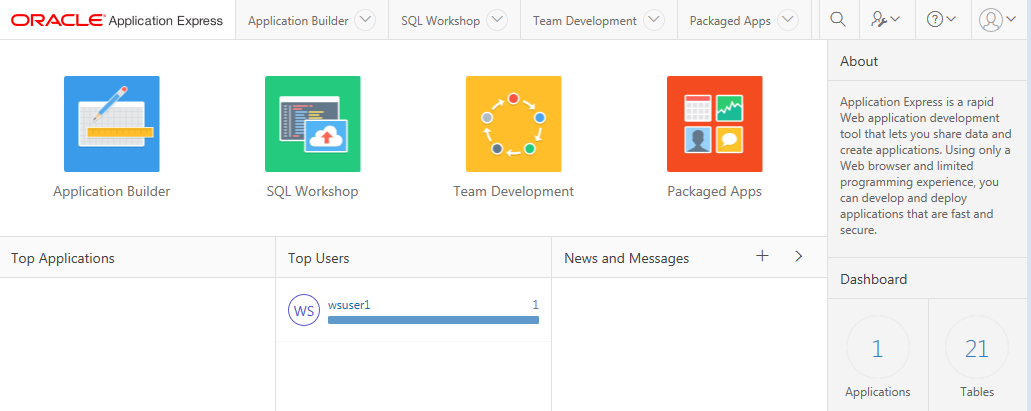 ORACLE Application Express
Application Builder
SQL Workshop
Team Development
Packaged Apps
Application Builder
SQL Workshop
Team Development
Packaged Apps
About
Application Express is a rapid
Web application development
tool that lets you share data and
create applications. Using only a
Web browser and limited
programming experience, you
can develop and deploy
applications that are fast and
secure.
Top Applications
Top Users
WS
wsuser1 1
News and Messages
Dashboard
1
Applications
21
Tables